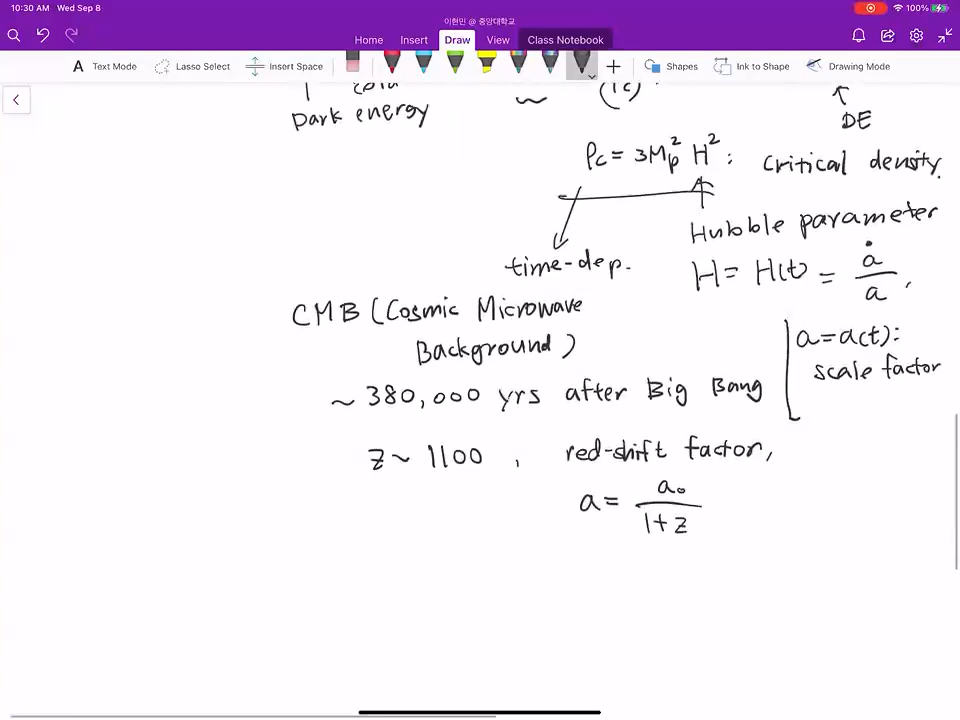 10:30 AM Wed Sep 8
100%
이현민 @ 중앙대학교
Home Insert Draw View Class Notebook
Text Mode Lasso Select Insert Space Shapes Ink to Shape Drawing Mode
Dark energy
DE
ρc = 3Mp² H² : Critical density.
Hubble parameter
time-dep.
H = H(t) = ȧ/a ,
CMB (Cosmic Microwave
Background)
a = a(t):
scale factor
~ 380,000 yrs after Big Bang
z ~ 1100 , red-shift factor,
a = a₀/(1+z)